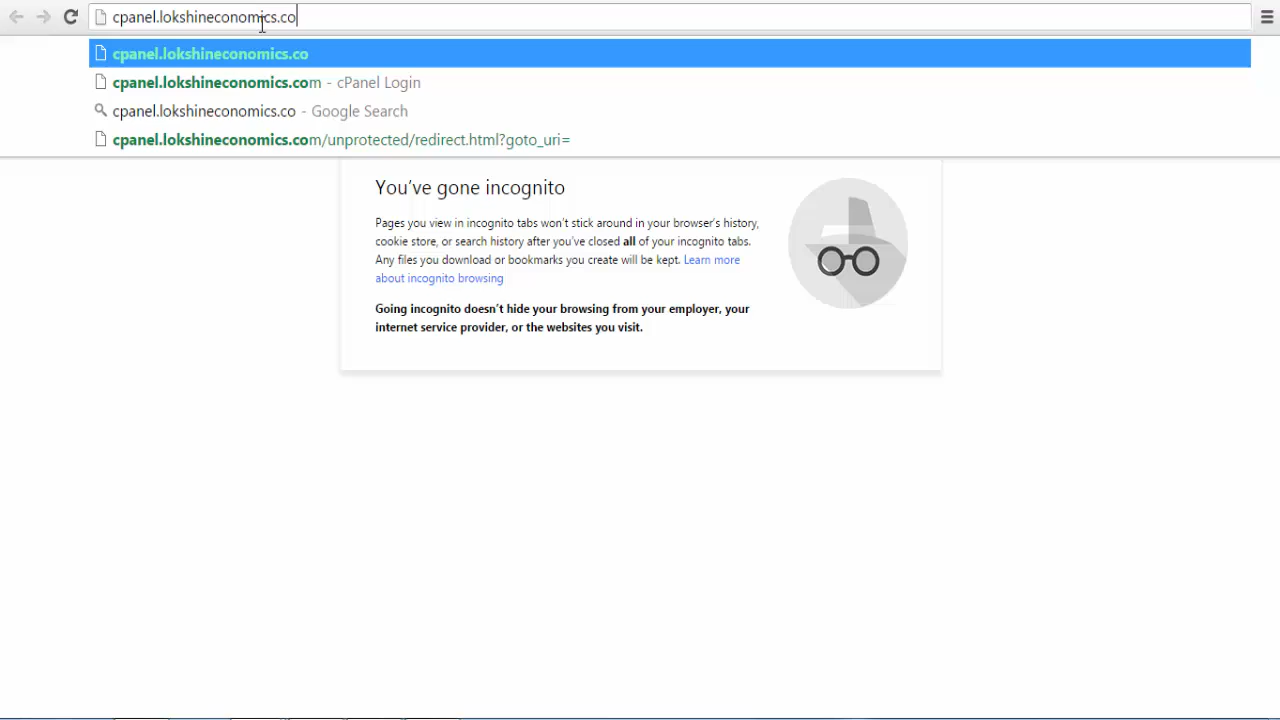 cpanel.lokshineconomics.co
cpanel.lokshineconomics.co
cpanel.lokshineconomics.com - cPanel Login
cpanel.lokshineconomics.co - Google Search
cpanel.lokshineconomics.com/unprotected/redirect.html?goto_uri=
You've gone incognito
Pages you view in incognito tabs won't stick around in your browser's history,
cookie store, or search history after you've closed all of your incognito tabs.
Any files you download or bookmarks you create will be kept. Learn more
about incognito browsing
Going incognito doesn't hide your browsing from your employer, your
internet service provider, or the websites you visit.